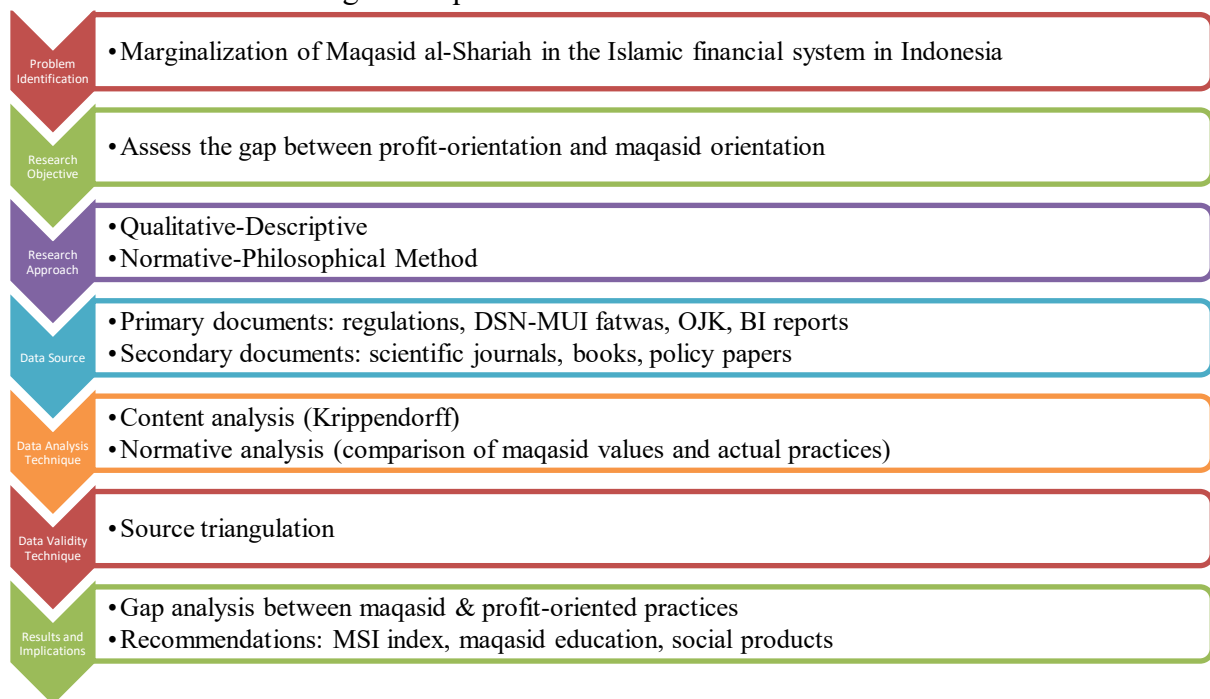 Problem
Identification
•Marginalization of Maqasid al-Shariah in the Islamic financial system in Indonesia
Research
Objective
•Assess the gap between profit-orientation and maqasid orientation
Research
Approach
•Qualitative-Descriptive
•Normative-Philosophical Method
Data Source
•Primary documents: regulations, DSN-MUI fatwas, OJK, BI reports
•Secondary documents: scientific journals, books, policy papers
Data Analysis
Technique
•Content analysis (Krippendorff)
•Normative analysis (comparison of maqasid values and actual practices)
Data Validity
Technique
•Source triangulation
Results and
Implications
•Gap analysis between maqasid & profit-oriented practices
•Recommendations: MSI index, maqasid education, social products